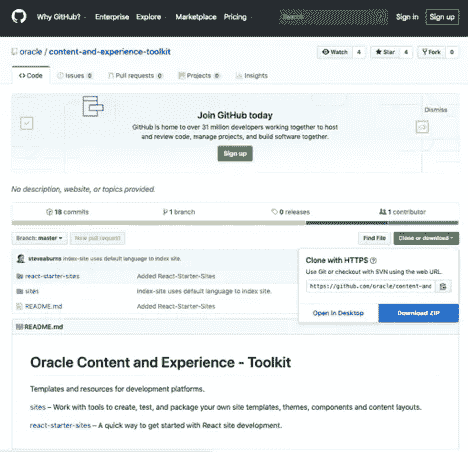 Why GitHub? Enterprise Explore Marketplace Pricing Search Sign in Sign up
oracle / content-and-experience-toolkit Watch 4 Star 4 Fork 0
Code Issues 0 Pull requests 0 Projects 0 Insights
Dismiss
Join GitHub today
GitHub is home to over 31 million developers working together to host
and review code, manage projects, and build software together.
Sign up
No description, website, or topics provided.
18 commits 1 branch 0 releases 1 contributor
Branch: master New pull request Find File Clone or download
steveaburns Index-site uses default language to index site.
react-starter-sites Added React-Starter-Sites
sites Index-site uses default language to index site.
README.md Added React-Starter-Sites
Clone with HTTPS
Use Git or checkout with SVN using the web URL.
https://github.com/oracle/content-and
Open in Desktop Download ZIP
README.md
Oracle Content and Experience - Toolkit
Templates and resources for development platforms.
sites – Work with tools to create, test, and package your own site templates, themes, components and content layouts.
react-starter-sites – A quick way to get started with React site development.